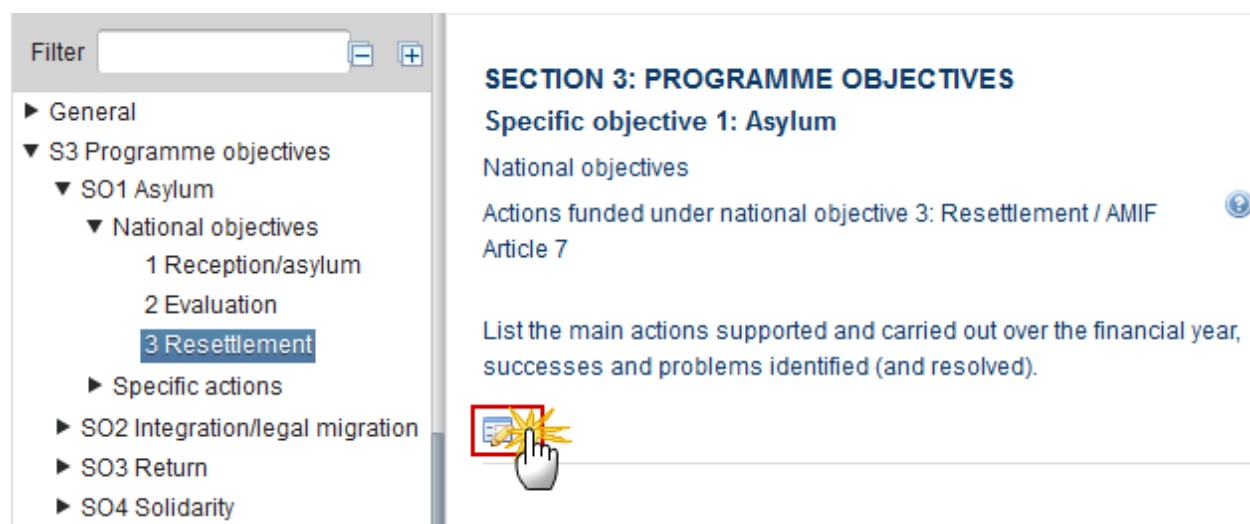 Filter
General
S3 Programme objectives
SO1 Asylum
National objectives
1 Reception/asylum
2 Evaluation
3 Resettlement
Specific actions
SO2 Integration/legal migration
SO3 Return
SO4 Solidarity
SECTION 3: PROGRAMME OBJECTIVES
Specific objective 1: Asylum
National objectives
Actions funded under national objective 3: Resettlement / AMIF
Article 7
List the main actions supported and carried out over the financial year,
successes and problems identified (and resolved).